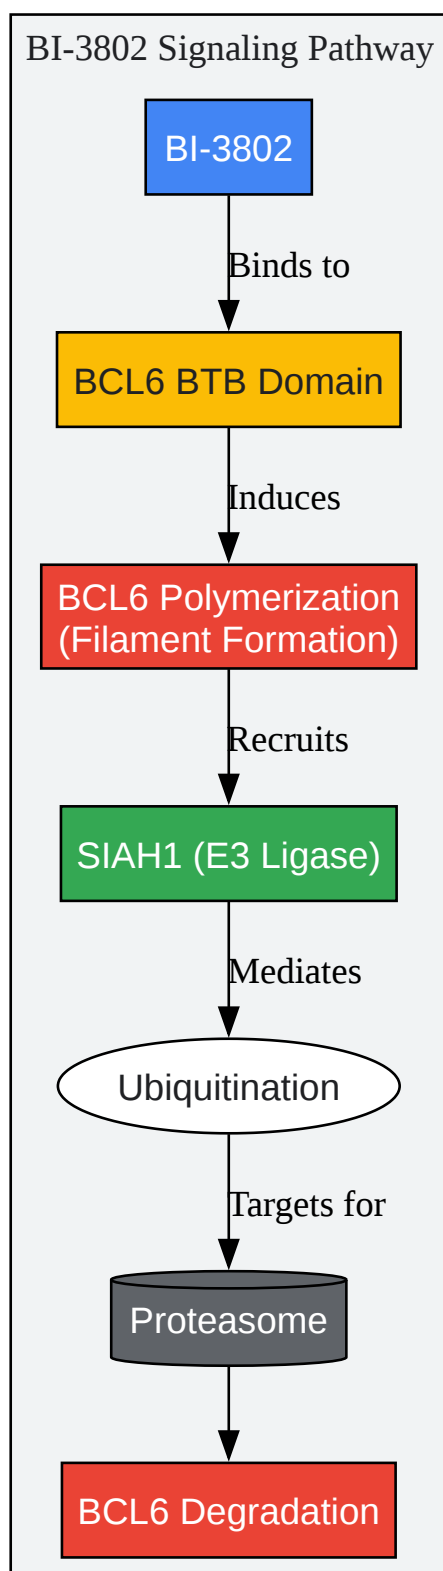 BI-3802 Signaling Pathway
BI-3802
Binds to
BCL6 BTB Domain
Induces
BCL6 Polymerization
(Filament Formation)
Recruits
SIAH1 (E3 Ligase)
Mediates
Ubiquitination
Targets for
Proteasome
BCL6 Degradation